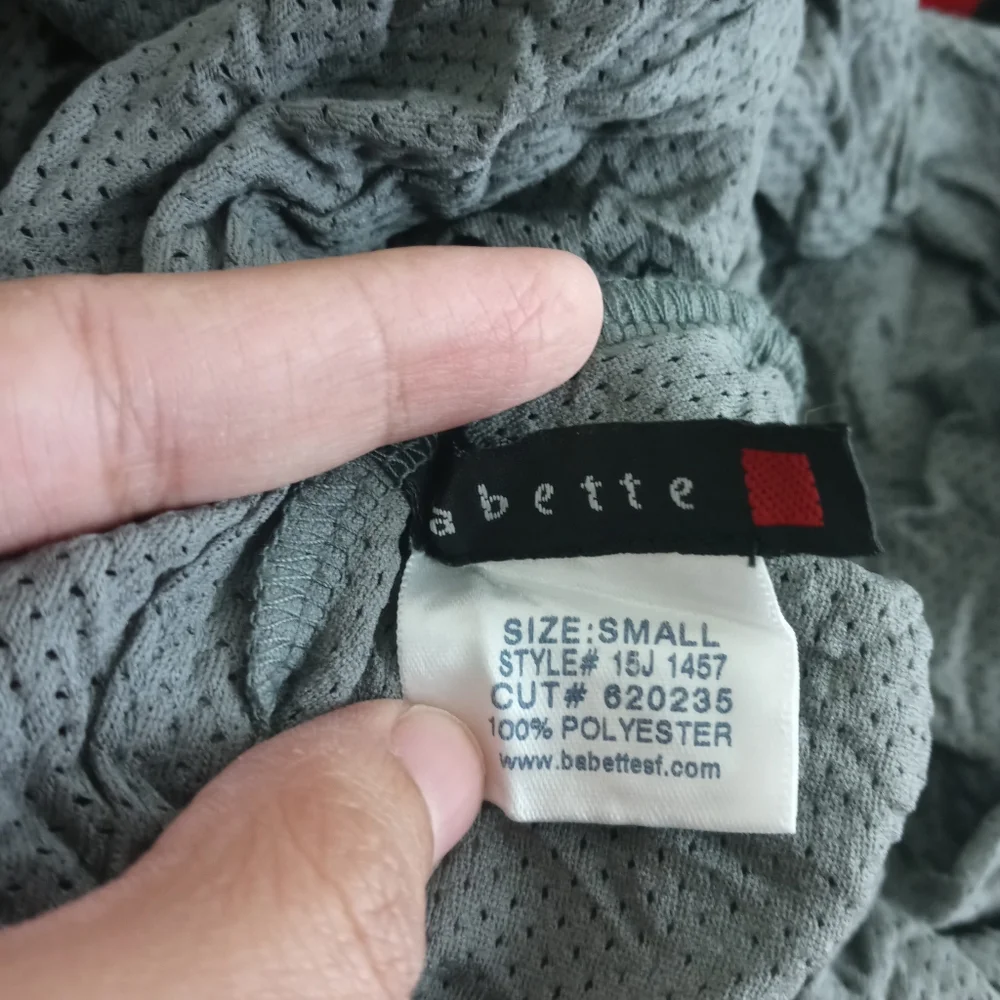 abette
SIZE:SMALL
STYLE# 15J 1457
CUT# 620235
100% POLYESTER
www.babettesf.com